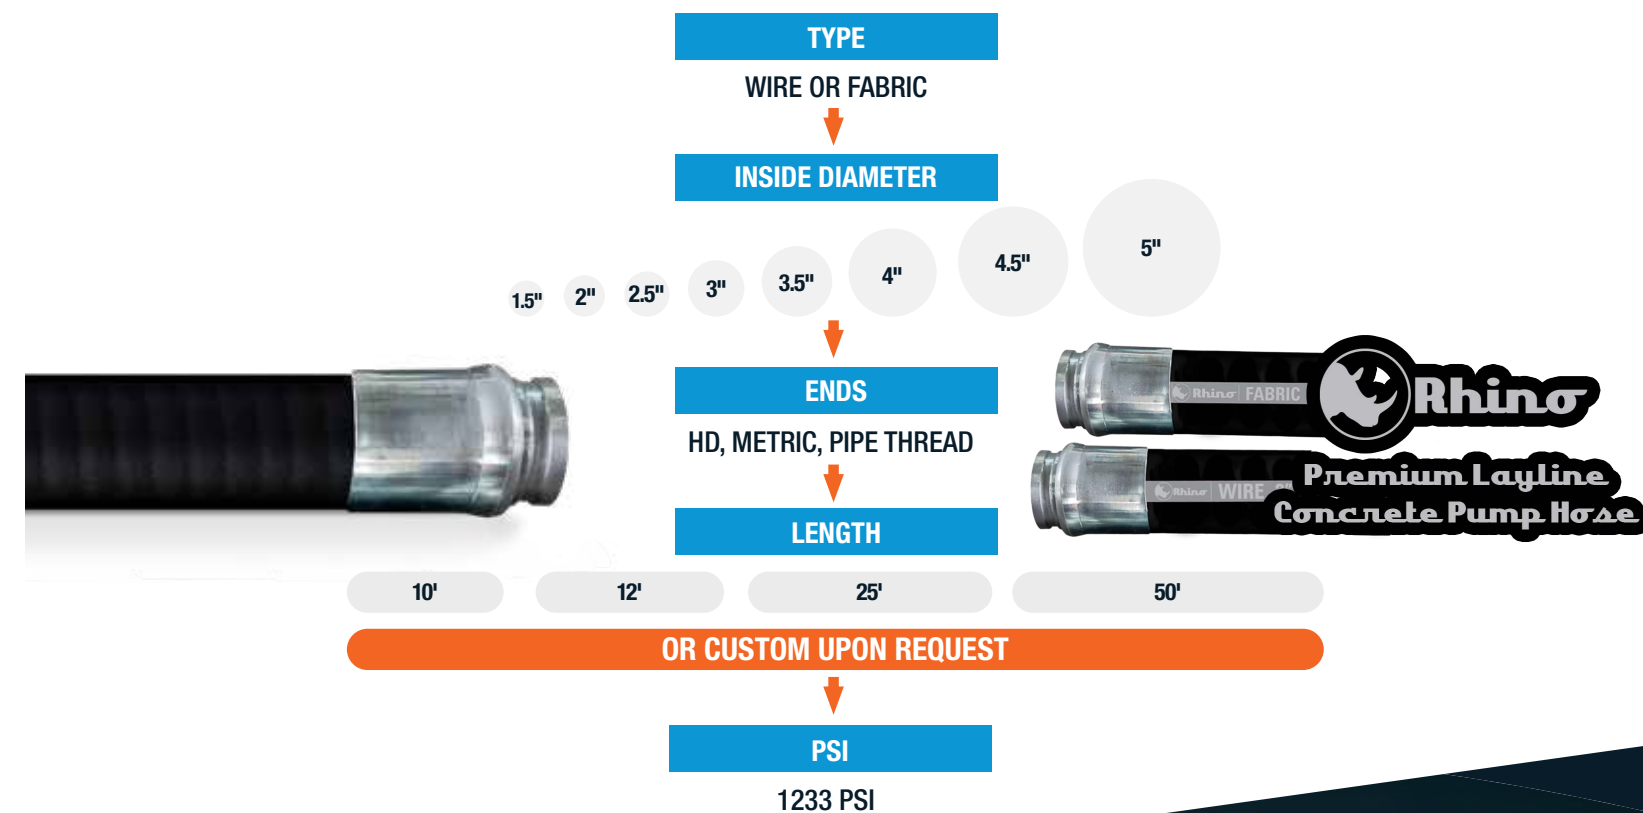 TYPE
WIRE OR FABRIC
INSIDE DIAMETER
1.5" 2" 2.5" 3" 3.5" 4" 4.5" 5"
ENDS
HD, METRIC, PIPE THREAD
Rhino FABRIC
Rhino
Rhino WIRE
Premium Layline
Concrete Pump Hose
LENGTH
10' 12' 25' 50'
OR CUSTOM UPON REQUEST
PSI
1233 PSI